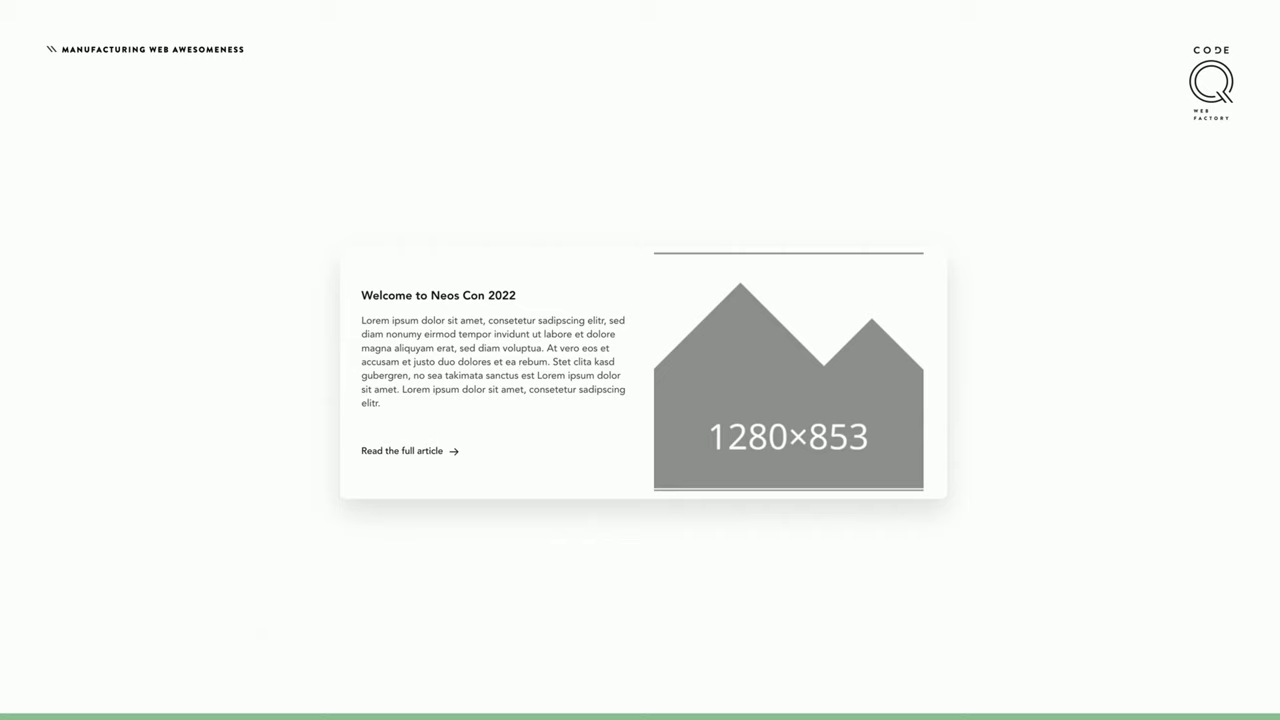 MANUFACTURING WEB AWESOMENESS
CODE
Q
WEB
FACTORY
Welcome to Neos Con 2022
Lorem ipsum dolor sit amet, consetetur sadipscing elitr, sed
diam nonumy eirmod tempor invidunt ut labore et dolore
magna aliquyam erat, sed diam voluptua. At vero eos et
accusam et justo duo dolores et ea rebum. Stet clita kasd
gubergren, no sea takimata sanctus est Lorem ipsum dolor
sit amet. Lorem ipsum dolor sit amet, consetetur sadipscing
elitr.
Read the full article →
1280×853